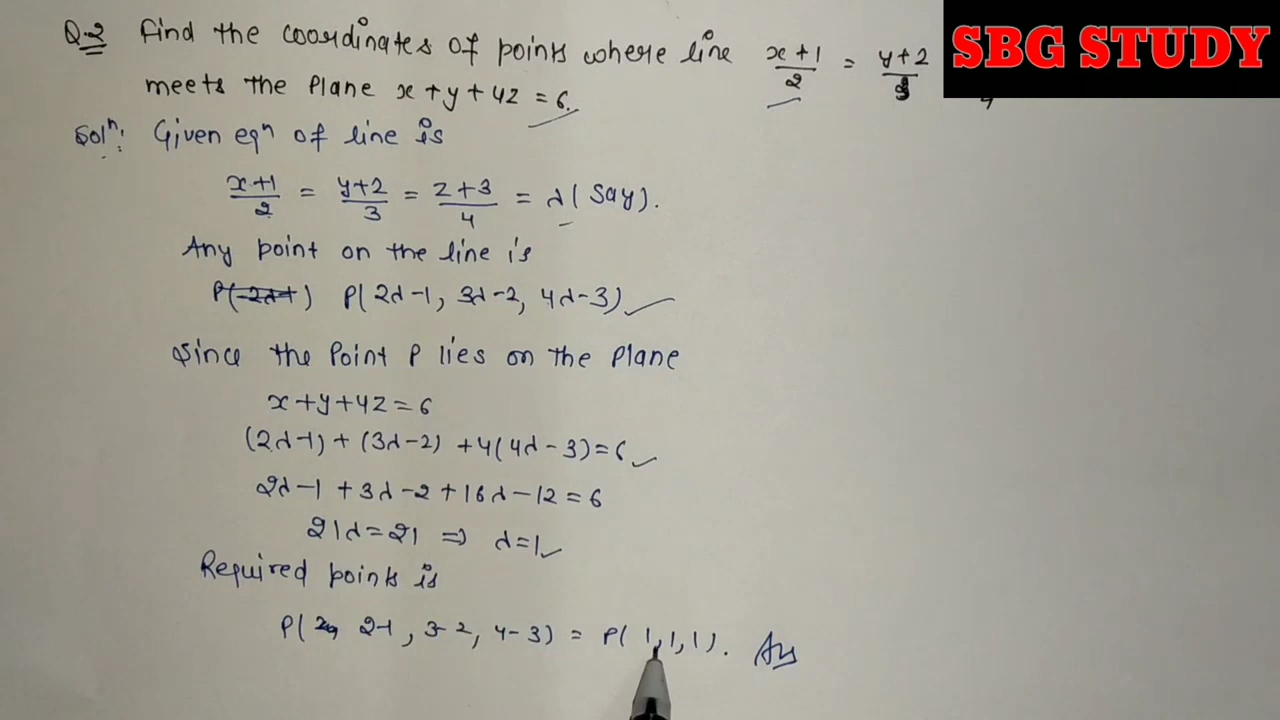 Q.2 Find the coordinates of points where line x+1/2 = y+2/3
SBG STUDY
meets the Plane x+y+4z = 6.
Solⁿ: Given eqⁿ of line is
x+1/2 = y+2/3 = z+3/4 = λ (Say).
Any point on the line is
P(2λ-1, 3λ-2, 4λ-3)
Since the Point P lies on the Plane
x+y+4z=6
(2λ-1) + (3λ-2) +4(4λ-3)=6
2λ-1 +3λ-2+16λ-12=6
21λ=21 ⇒ λ=1
Required points is
P( 2-1, 3-2, 4-3) = P(1,1,1). Ans